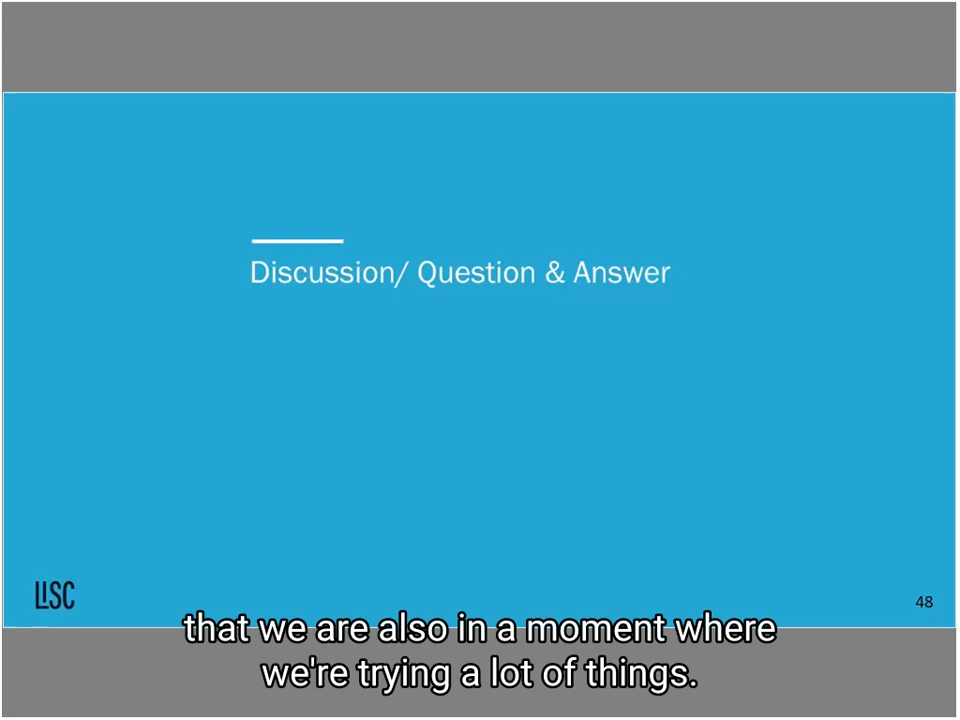 Discussion/ Question & Answer
LISC
48
that we are also in a moment where
we're trying a lot of things.